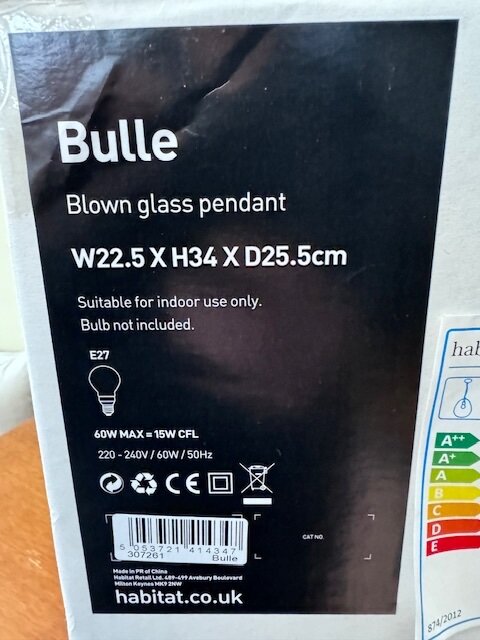 Bulle
Blown glass pendant
W22.5 X H34 X D25.5cm
Suitable for indoor use only.
Bulb not included.
E27
60W MAX = 15W CFL
220 - 240V / 60W / 50Hz
CE
5 053721 414347
307261 Bulle
CAT NO.
Made in PR of China
Habitat Retail Ltd. 489-499 Avebury Boulevard
Milton Keynes MK9 2NW
habitat.co.uk
hab
A++
A+
A
B
C
D
E
874/2012